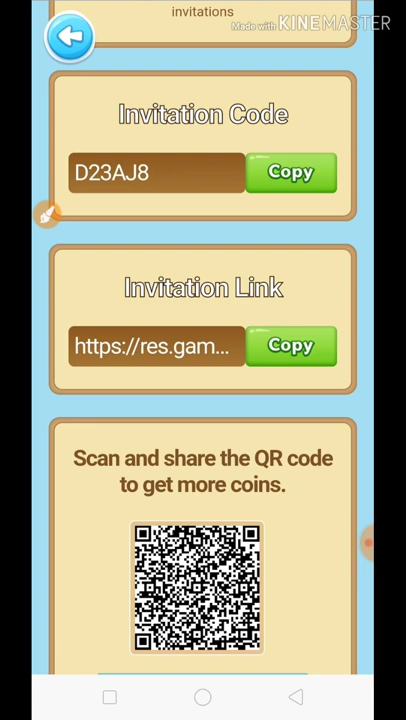 invitations
Made with KINEMASTER
Invitation Code
D23AJ8
Copy
Invitation Link
https://res.gam...
Copy
Scan and share the QR code
to get more coins.